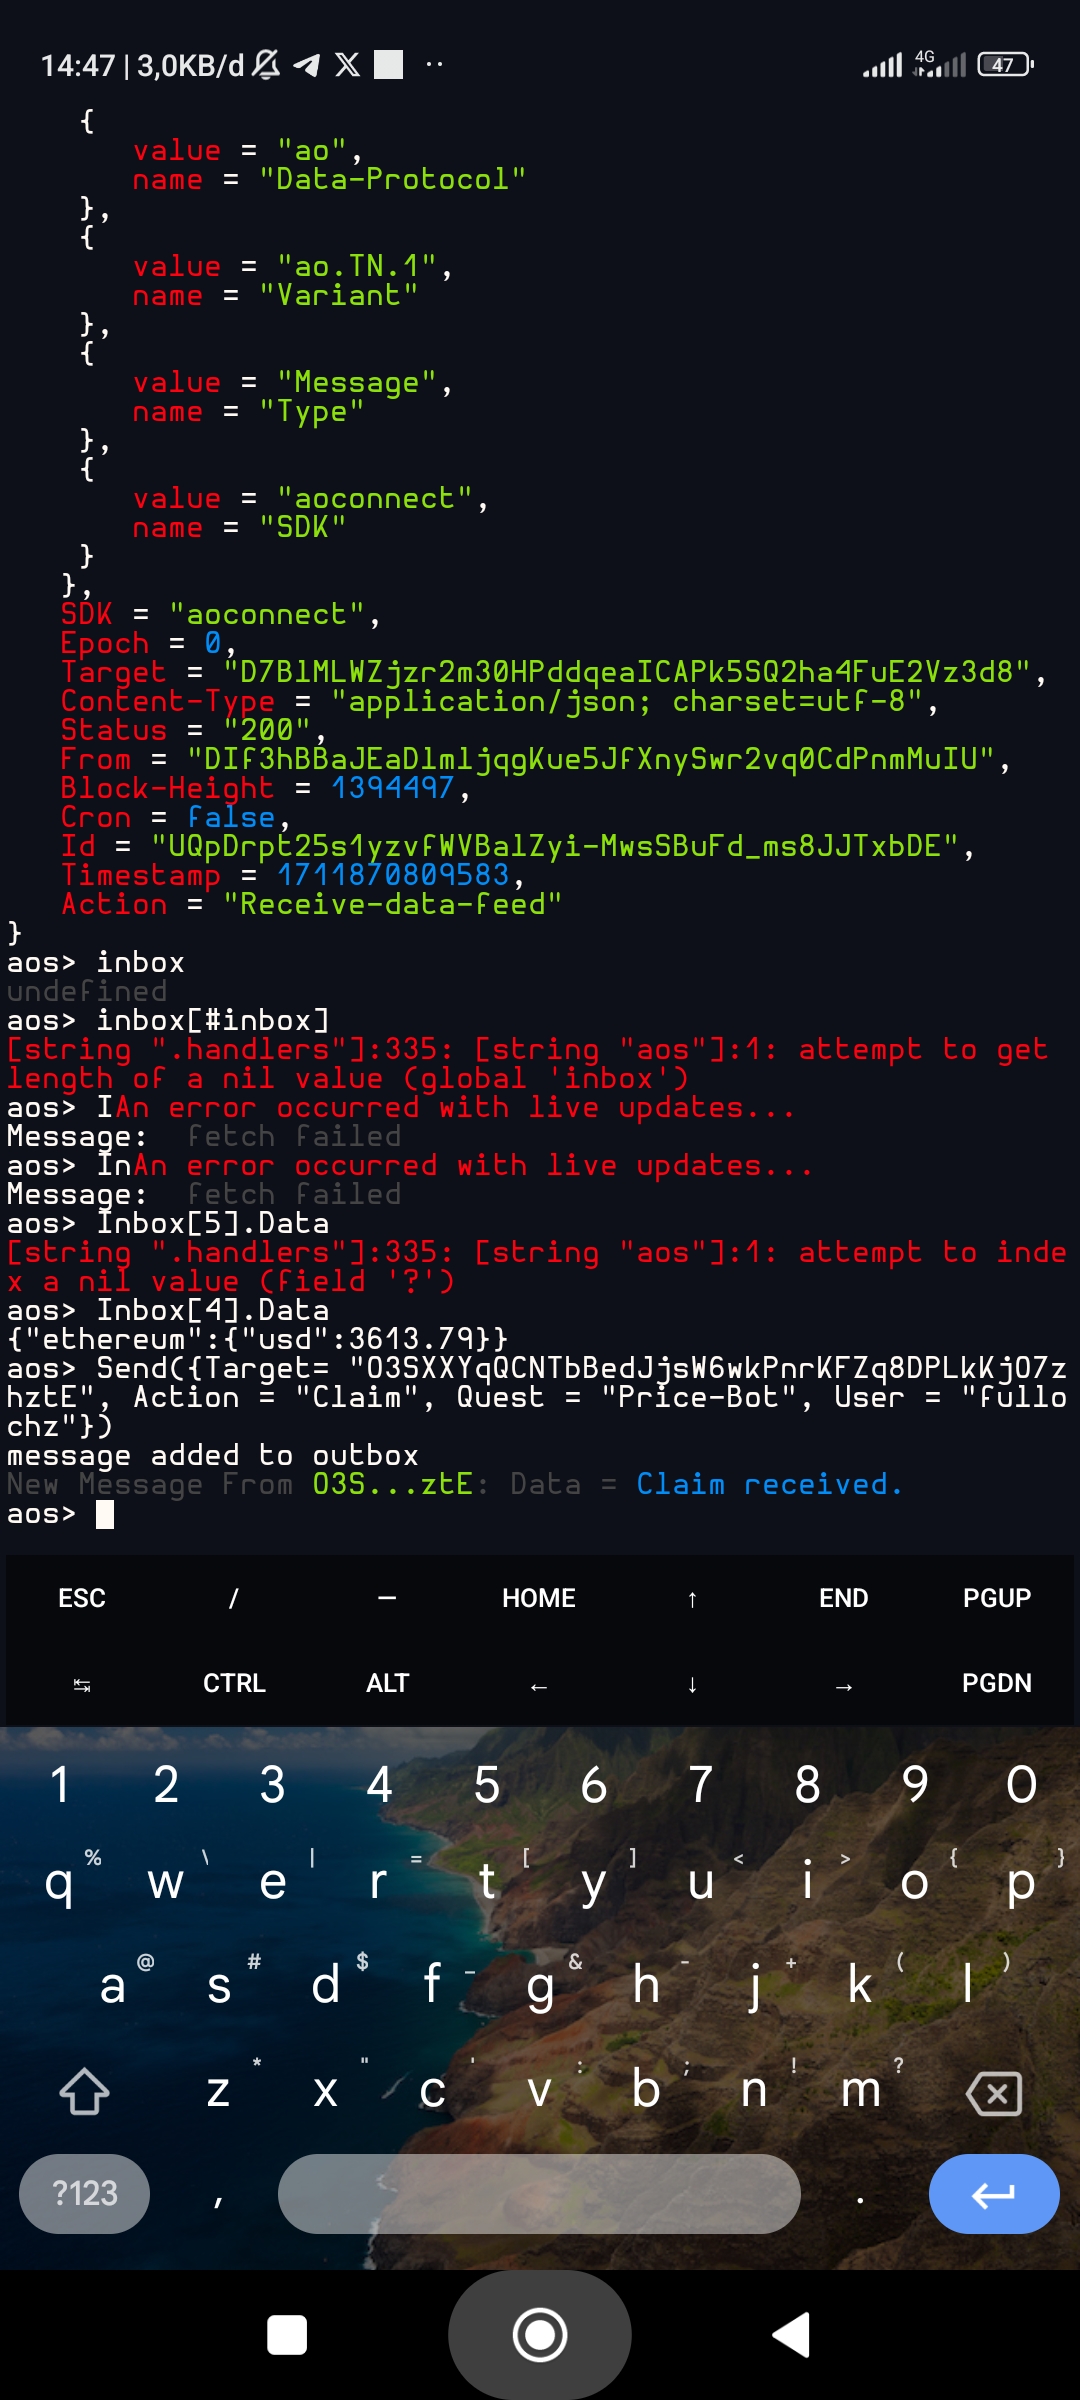 14:47 | 3,0KB/d
4G
47
{
value = "ao",
name = "Data-Protocol"
},
{
value = "ao.TN.1",
name = "Variant"
},
{
value = "Message",
name = "Type"
},
{
value = "aoconnect",
name = "SDK"
}
},
SDK = "aoconnect",
Epoch = 0,
Target = "D7BlMLWZjzr2m30HPddqeaICAPk5SQ2ha4FuE2Vz3d8",
Content-Type = "application/json; charset=utf-8",
Status = "200",
From = "DIf3hBBaJEaDlmljqgKue5JfXnySwr2vq0CdPnmMuIU",
Block-Height = 1394497,
Cron = false,
Id = "UQpDrpt25s1yzvfWVBalZyi-MwsSBuFd_ms8JJTxbDE",
Timestamp = 1711870809583,
Action = "Receive-data-feed"
}
aos> inbox
undefined
aos> inbox[#inbox]
[string ".handlers"]:335: [string "aos"]:1: attempt to get
length of a nil value (global 'inbox')
aos> IAn error occurred with live updates...
Message:  fetch failed
aos> InAn error occurred with live updates...
Message:  fetch failed
aos> Inbox[5].Data
[string ".handlers"]:335: [string "aos"]:1: attempt to inde
x a nil value (field '?')
aos> Inbox[4].Data
{"ethereum":{"usd":3613.79}}
aos> Send({Target= "O3SXXYqQCNTbBedJjsW6wkPnrKFZq8DPLkKjO7z
hztE", Action = "Claim", Quest = "Price-Bot", User = "fullo
chz"})
message added to outbox
New Message From O3S...ztE: Data = Claim received.
aos>
ESC / — HOME ↑ END PGUP
↹ CTRL ALT ← ↓ → PGDN
1 2 3 4 5 6 7 8 9 0
% \ | = [ ] < > { }
q w e r t y u i o p
@ # $ _ & - + ( )
a s d f g h j k l
* " ' : ; ! ?
z x c v b n m
?123 , .